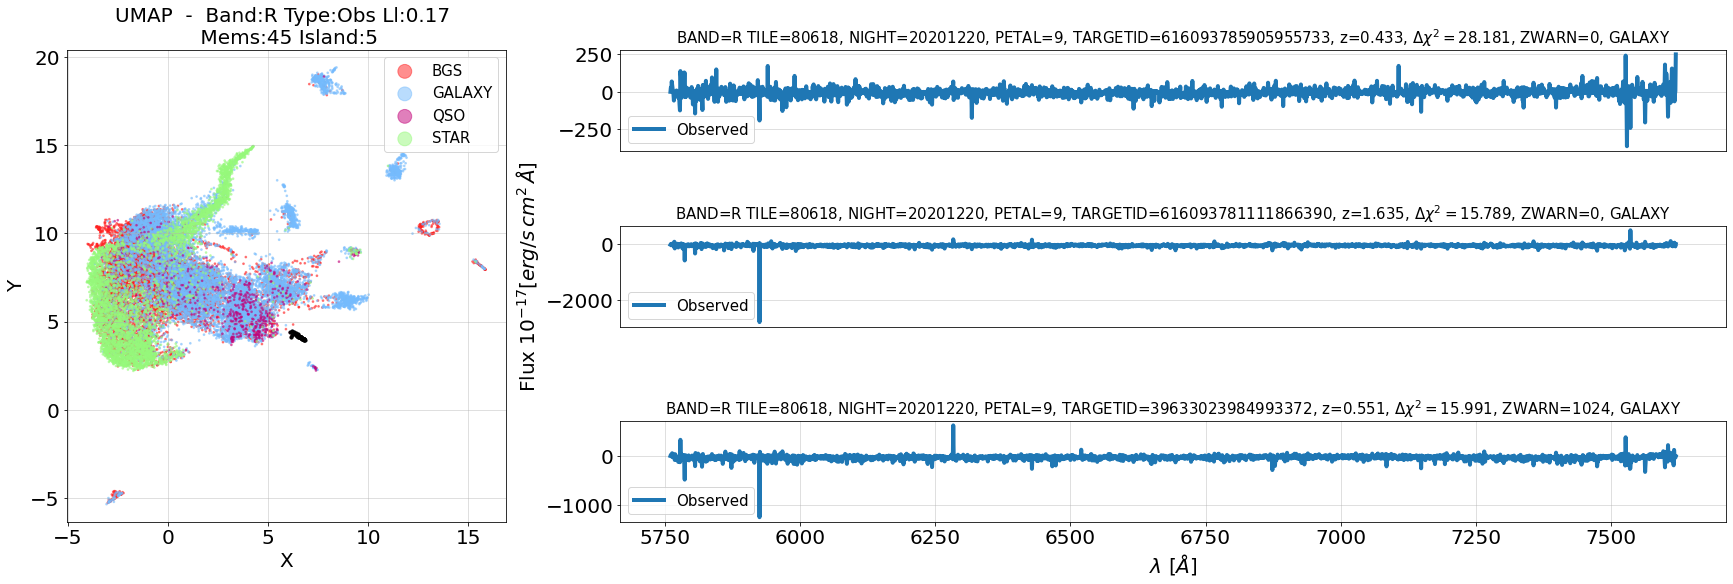 UMAP - Band:R Type:Obs Ll:0.17
Mems:45 Island:5
20
15
10
5
0
−5
Y
BGS
GALAXY
QSO
STAR
−5
0
5
10
15
X
Flux 10^{-17}[erg/s cm^2 Å]
BAND=R TILE=80618, NIGHT=20201220, PETAL=9, TARGETID=616093785905955733, z=0.433, Δχ²=28.181, ZWARN=0, GALAXY
250
0
−250
Observed
BAND=R TILE=80618, NIGHT=20201220, PETAL=9, TARGETID=616093781111866390, z=1.635, Δχ²=15.789, ZWARN=0, GALAXY
0
−2000
Observed
BAND=R TILE=80618, NIGHT=20201220, PETAL=9, TARGETID=39633023984993372, z=0.551, Δχ²=15.991, ZWARN=1024, GALAXY
0
−1000
Observed
5750
6000
6250
6500
6750
7000
7250
7500
λ [Å]